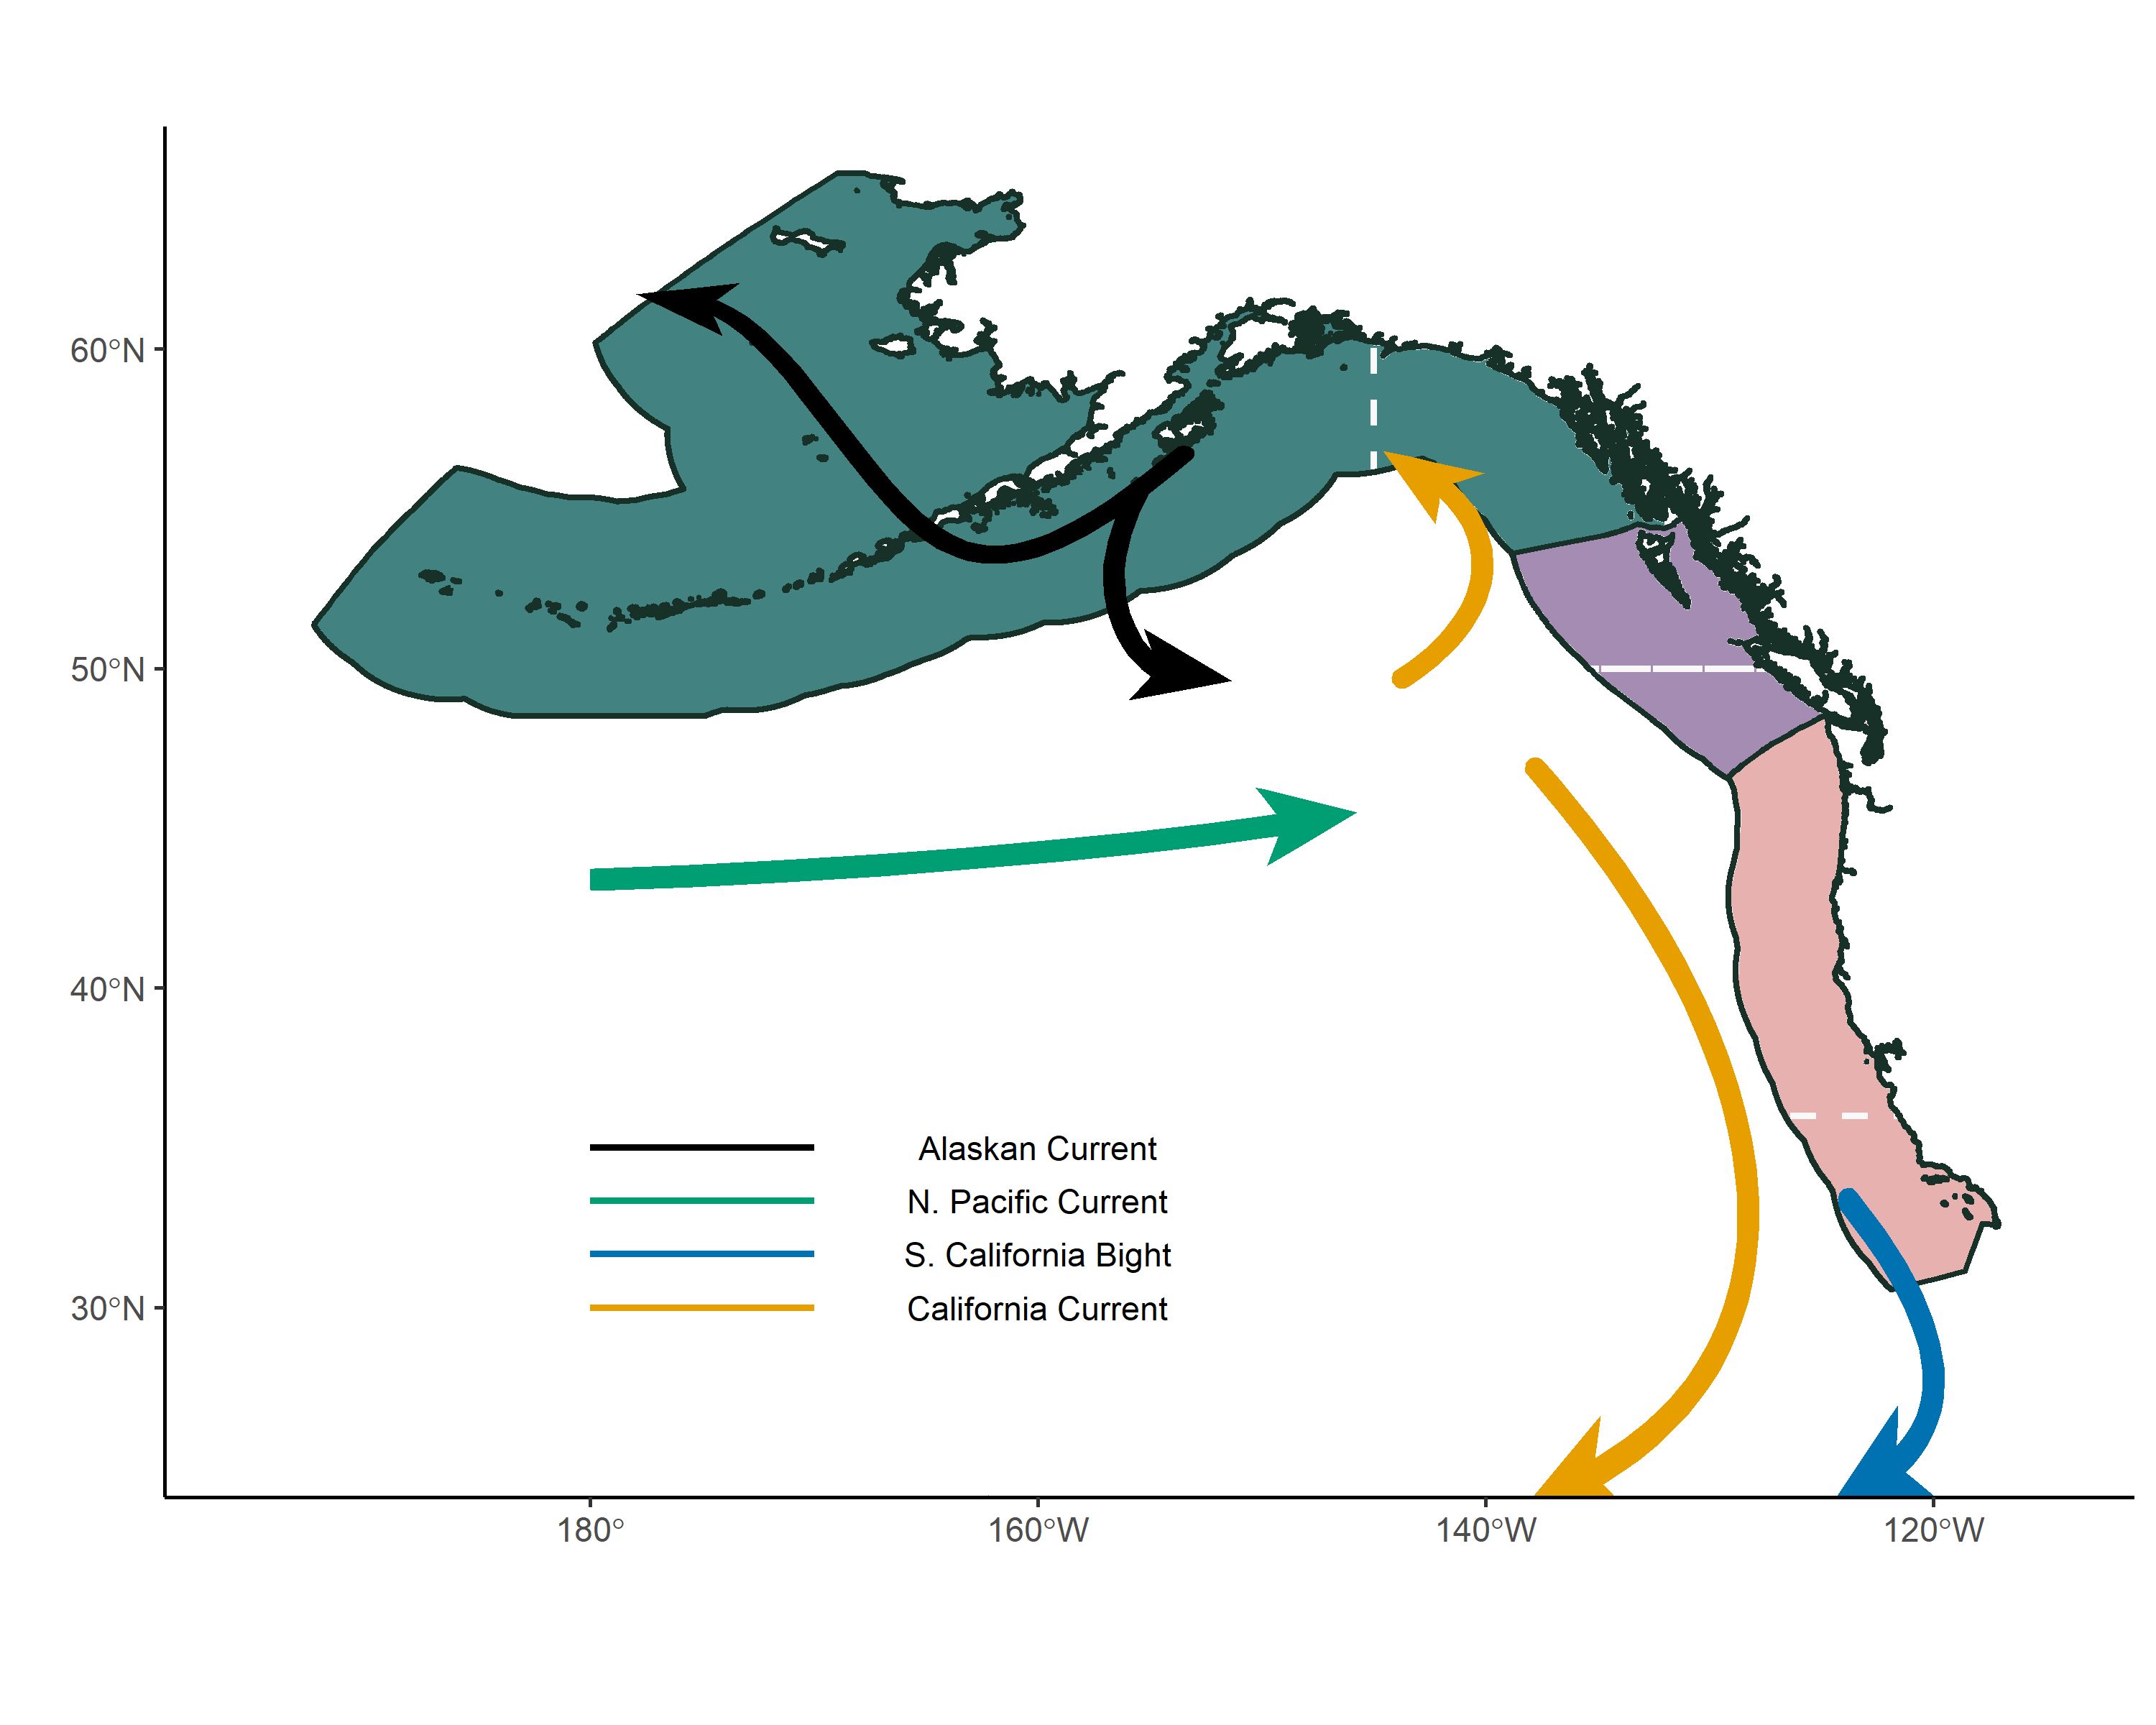 60°N
50°N
40°N
30°N
Alaskan Current
N. Pacific Current
S. California Bight
California Current
180°
160°W
140°W
120°W